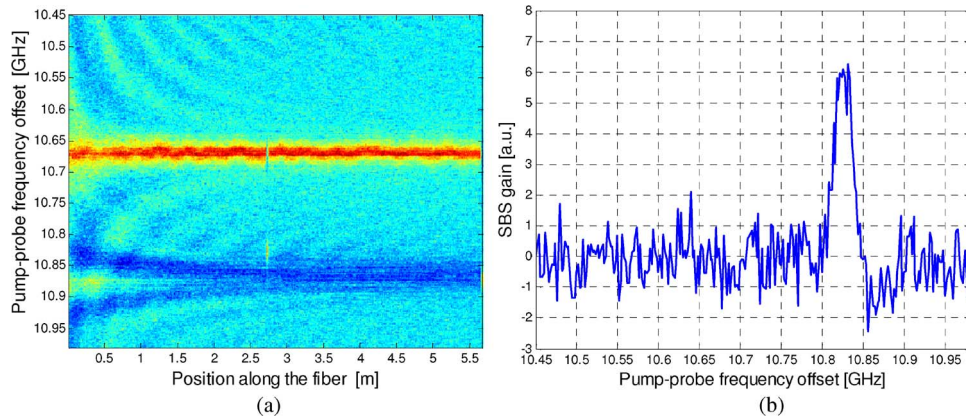 10.45
10.5
10.55
10.6
10.65
10.7
10.75
10.8
10.85
10.9
10.95
Pump-probe frequency offset [GHz]
0.5 1 1.5 2 2.5 3 3.5 4 4.5 5 5.5
Position along the fiber [m]
(a)
8
7
6
5
4
3
2
1
0
-1
-2
-3
SBS gain [a.u.]
10.45 10.5 10.55 10.6 10.65 10.7 10.75 10.8 10.85 10.9 10.95
Pump-probe frequency offset [GHz]
(b)